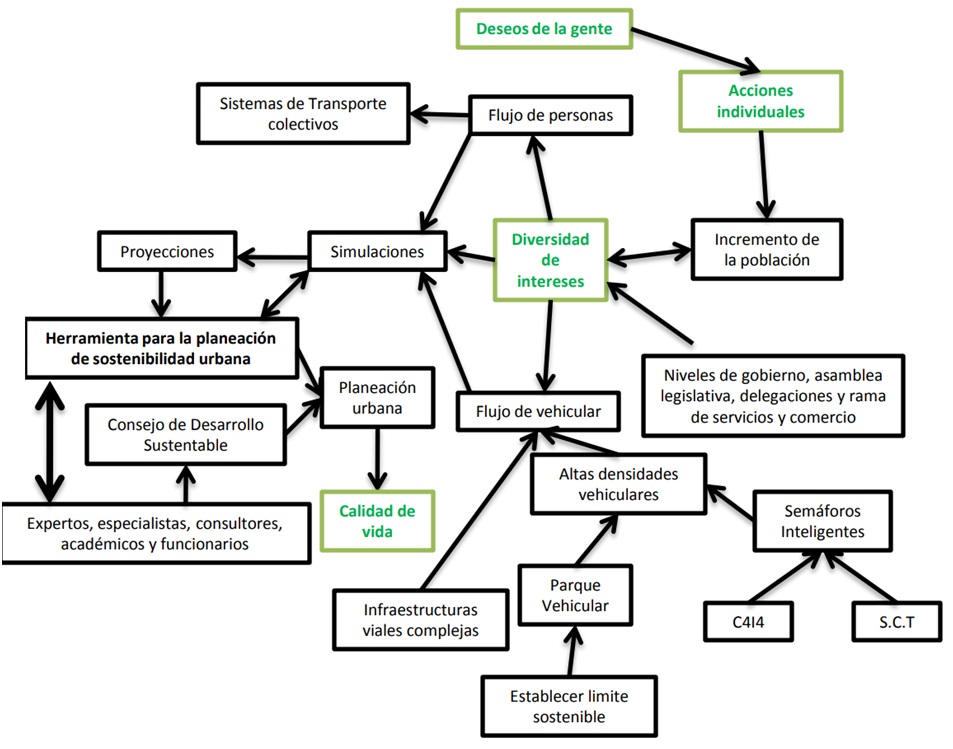 Deseos de la gente
Acciones
individuales
Sistemas de Transporte
colectivos
Flujo de personas
Proyecciones
Simulaciones
Diversidad
de
intereses
Incremento de
la población
Herramienta para la planeación
de sostenibilidad urbana
Planeación
urbana
Flujo de vehicular
Niveles de gobierno, asamblea
legislativa, delegaciones y rama
de servicios y comercio
Consejo de Desarrollo
Sustentable
Altas densidades
vehiculares
Calidad de
vida
Semáforos
Inteligentes
Expertos, especialistas, consultores,
académicos y funcionarios
Parque
Vehicular
Infraestructuras
viales complejas
C4I4
S.C.T
Establecer limite
sostenible